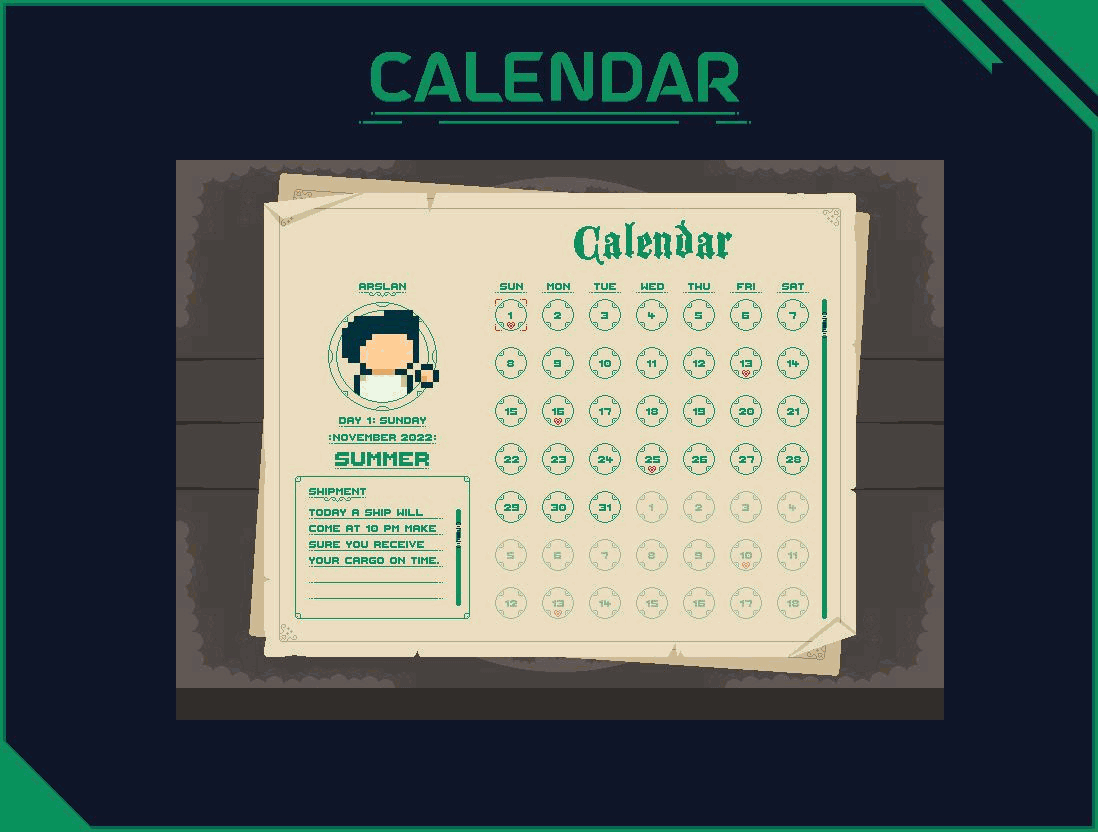 CALENDAR
Calendar
ARSLAN
DAY 1: SUNDAY
:NOVEMBER 2022:
SUMMER
SHIPMENT
TODAY A SHIP WILL
COME AT 10 PM MAKE
SURE YOU RECEIVE
YOUR CARGO ON TIME.
SUN MON TUE WED THU FRI SAT
1 2 3 4 5 6 7
8 9 10 11 12 13 14
15 16 17 18 19 20 21
22 23 24 25 26 27 28
29 30 31 1 2 3 4
5 6 7 8 9 10 11
12 13 14 15 16 17 18